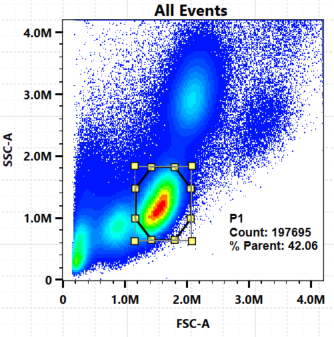 All Events
4.0M
3.0M
2.0M
1.0M
0
SSC-A
P1
Count: 197695
% Parent: 42.06
0 1.0M 2.0M 3.0M 4.0M
FSC-A